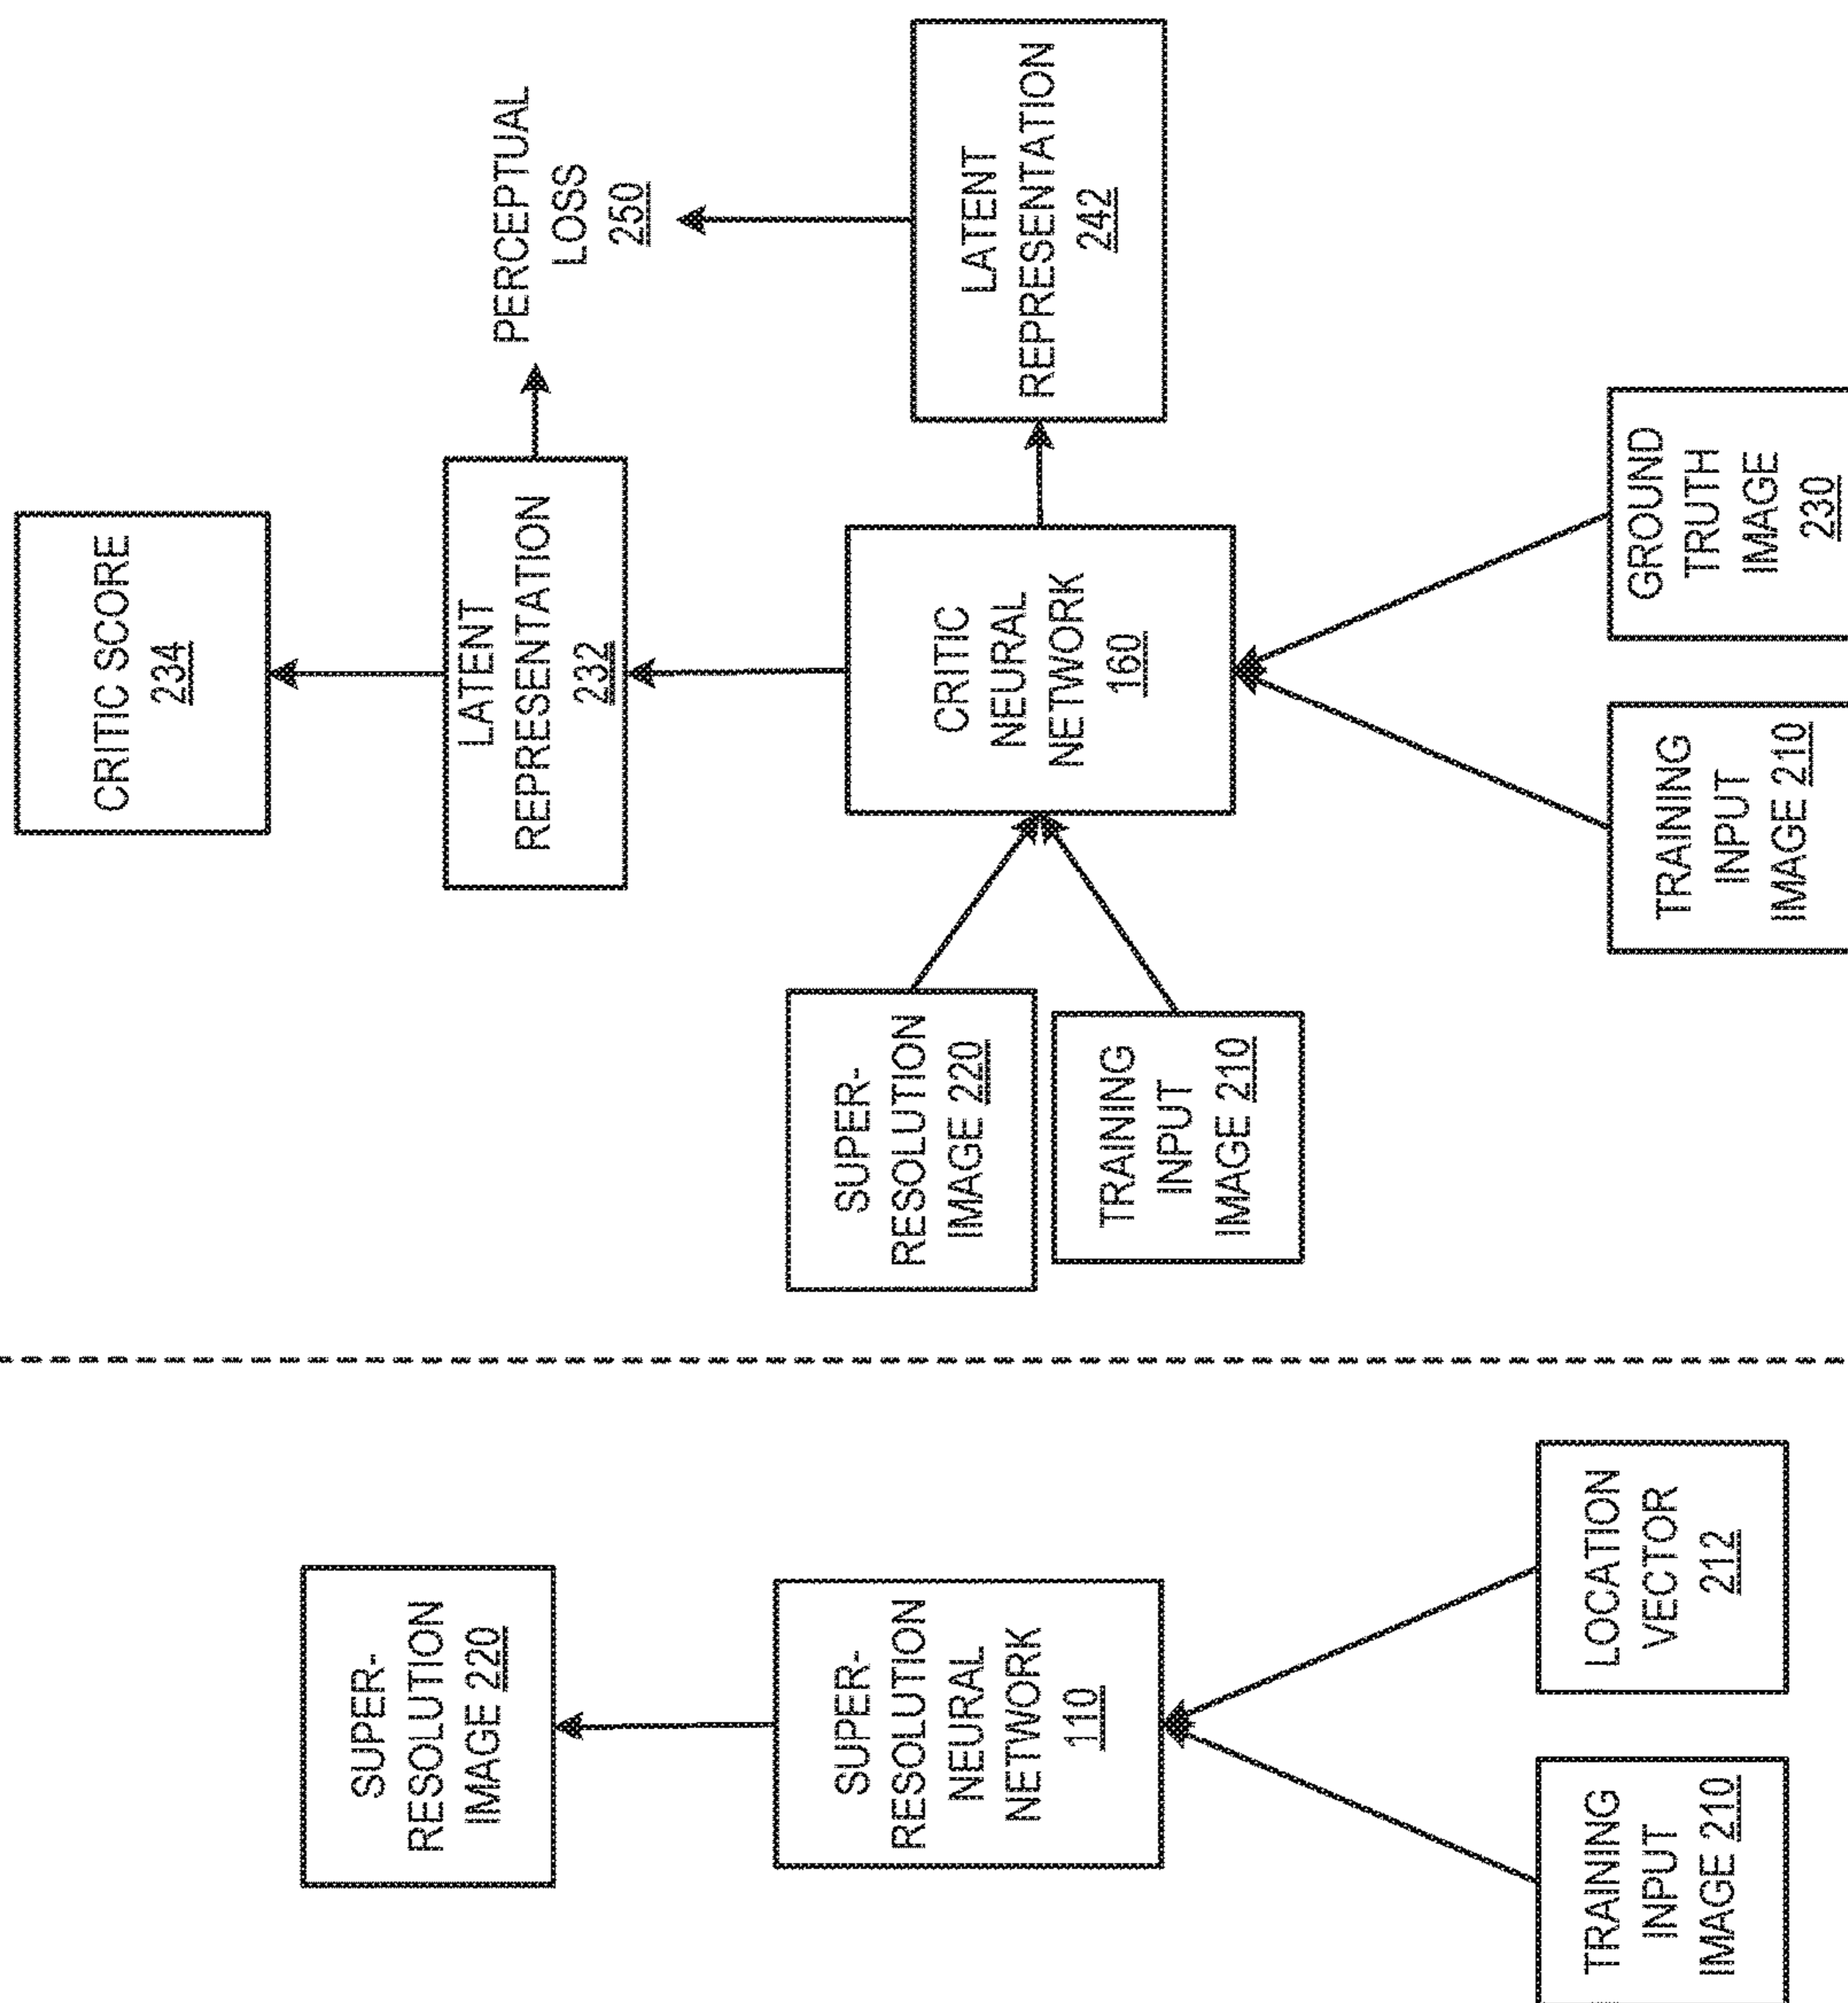 SUPER-
RESOLUTION
IMAGE 220
SUPER-
RESOLUTION
NEURAL
NETWORK
110
TRAINING
INPUT
IMAGE 210
LOCATION
VECTOR
212
CRITIC SCORE
234
LATENT
REPRESENTATION
232
PERCEPTUAL
LOSS
250
SUPER-
RESOLUTION
IMAGE 220
TRAINING
INPUT
IMAGE 210
CRITIC
NEURAL
NETWORK
160
LATENT
REPRESENTATION
242
TRAINING
INPUT
IMAGE 210
GROUND
TRUTH
IMAGE
230